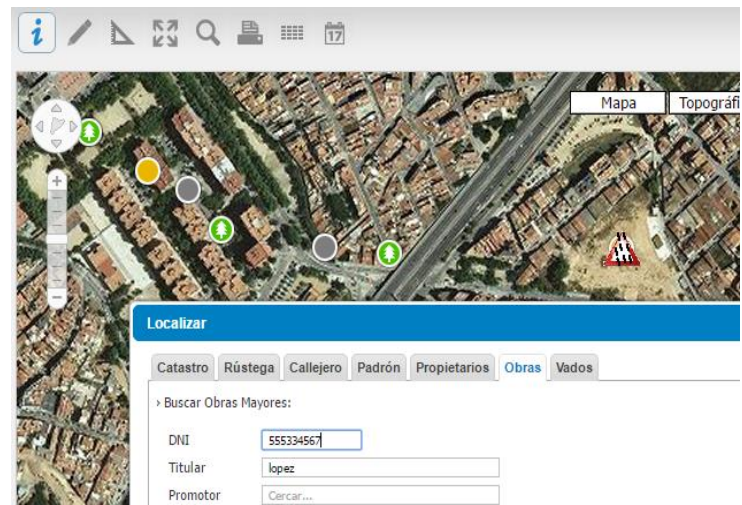 i
17
Mapa Topográfi
+
−
Localizar
Catastro Rústega Callejero Padrón Propietarios Obras Vados
› Buscar Obras Mayores:
DNI 555334567
Titular lopez
Promotor Cercar...